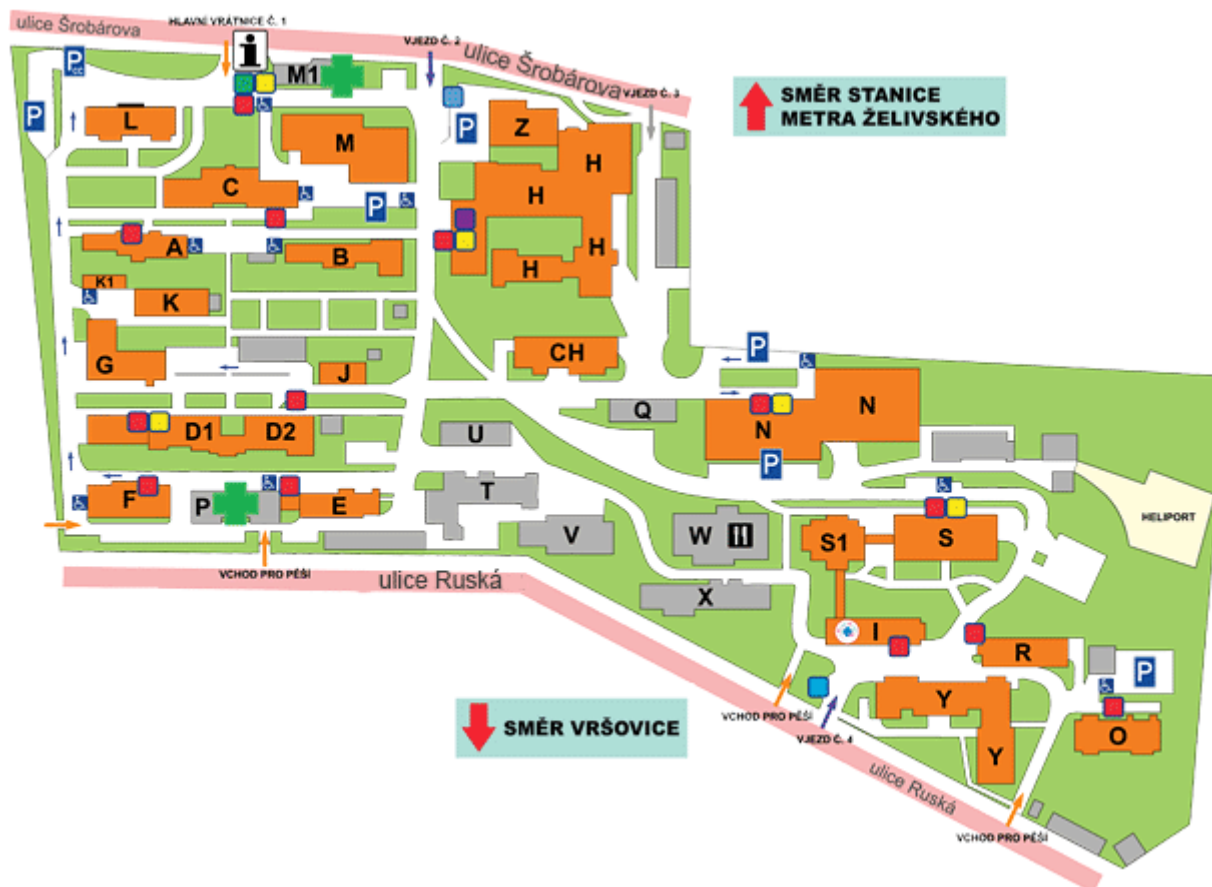 ulice Šrobárova
HLAVNÍ VRÁTNICE Č. 1
i
VJEZD Č. 2
ulice Šrobárova
VJEZD Č. 3
SMĚR STANICE
METRA ŽELIVSKÉHO
P
CC
M1
P
L
P
Z
M
H
C
H
P
A
B
H
H
K1
K
G
J
CH
P
Q
N
N
D1
D2
U
P
F
P
E
T
HELIPORT
V
W
S1
S
VCHOD PRO PĚŠÍ
ulice Ruská
X
I
R
P
SMĚR VRŠOVICE
VCHOD PRO PĚŠÍ
Y
VJEZD Č. 4
O
Y
ulice Ruská
VCHOD PRO PĚŠÍ